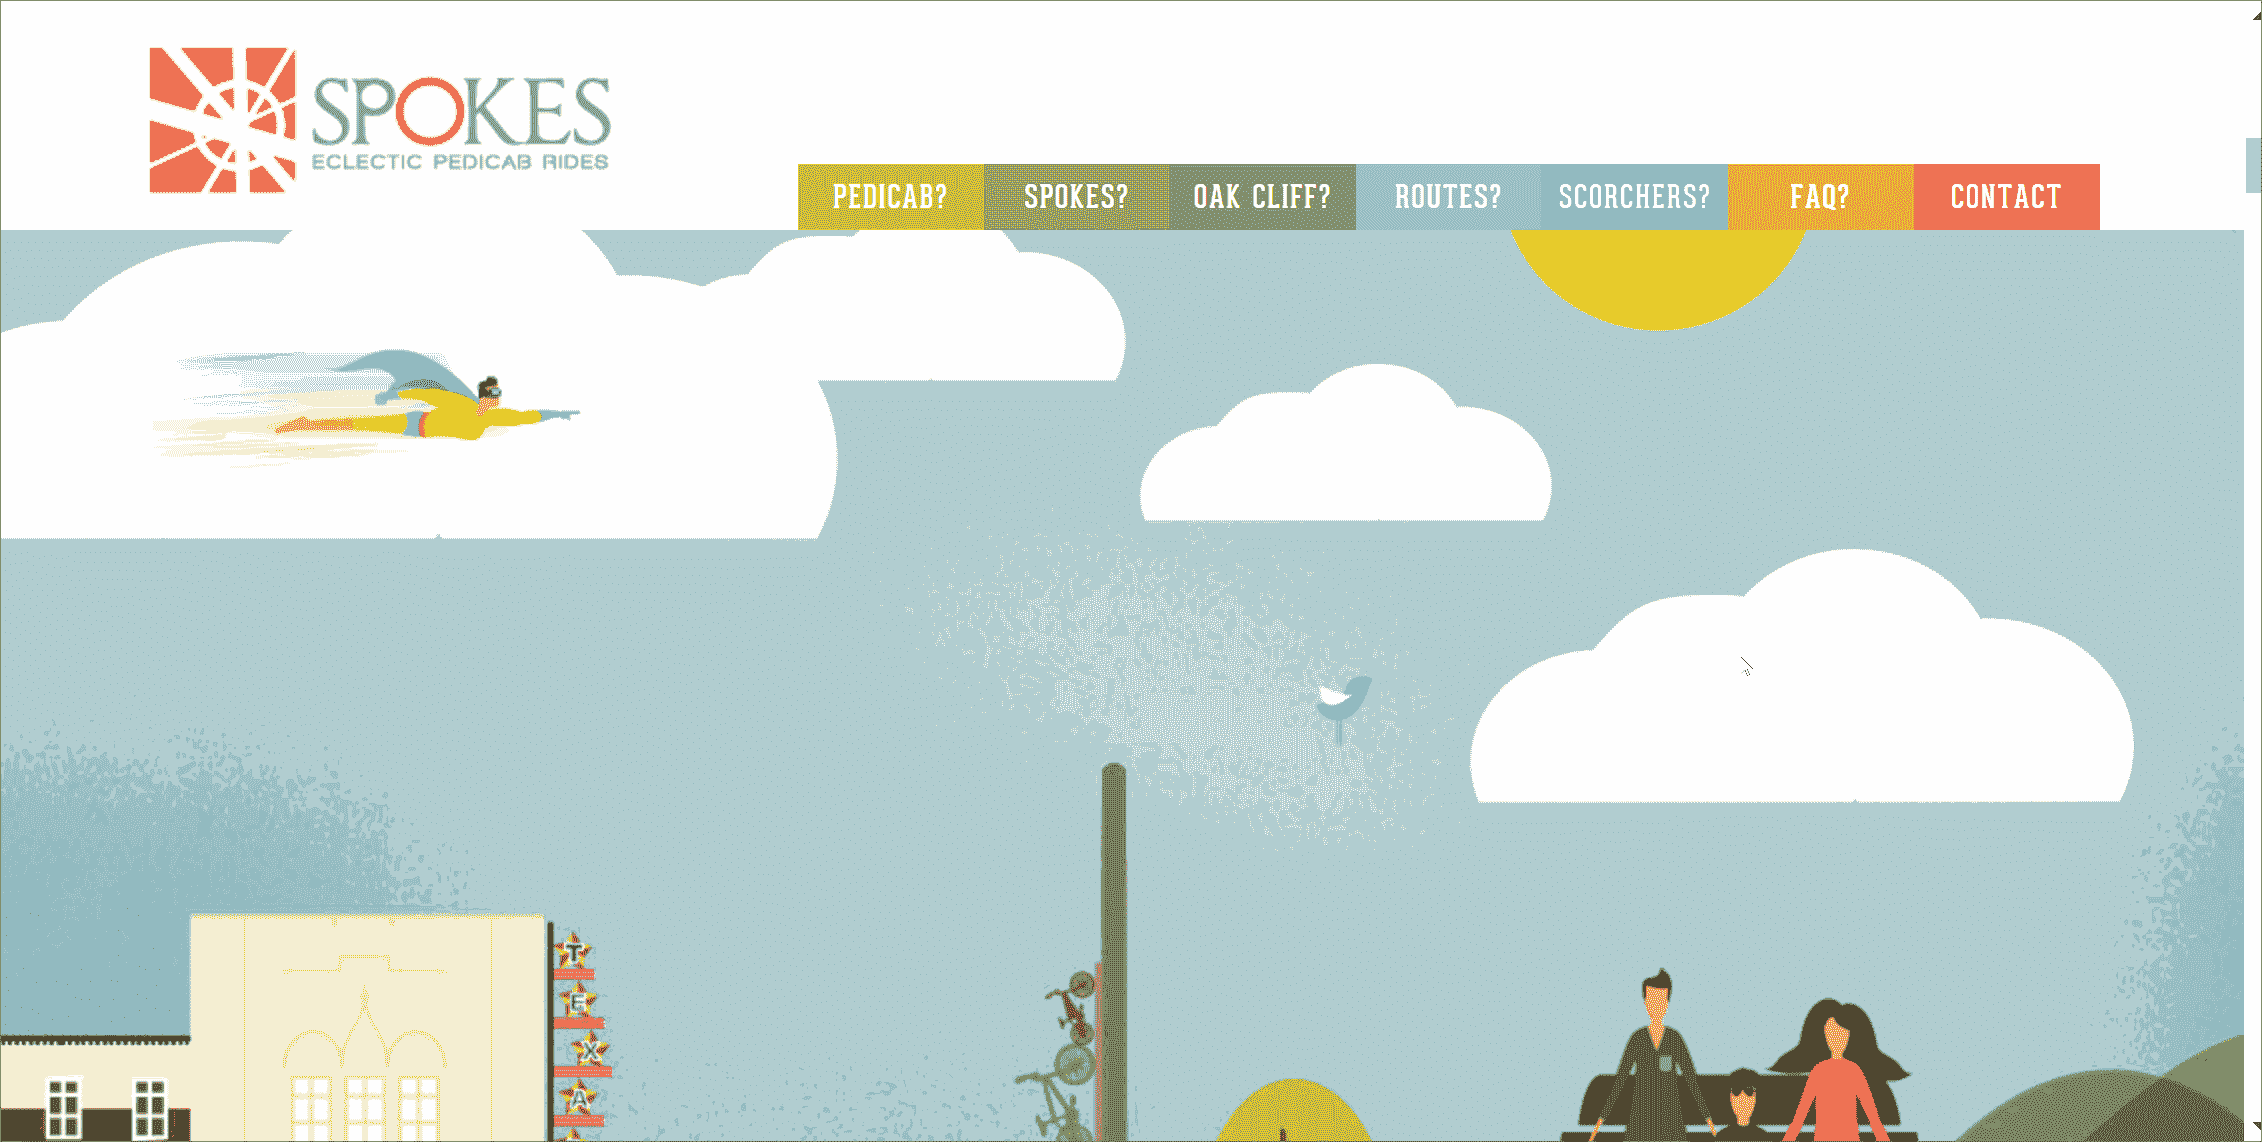 SPOKES
ECLECTIC PEDICAB RIDES
PEDICAB? SPOKES? OAK CLIFF? ROUTES? SCORCHERS? FAQ? CONTACT
T
E
X
A